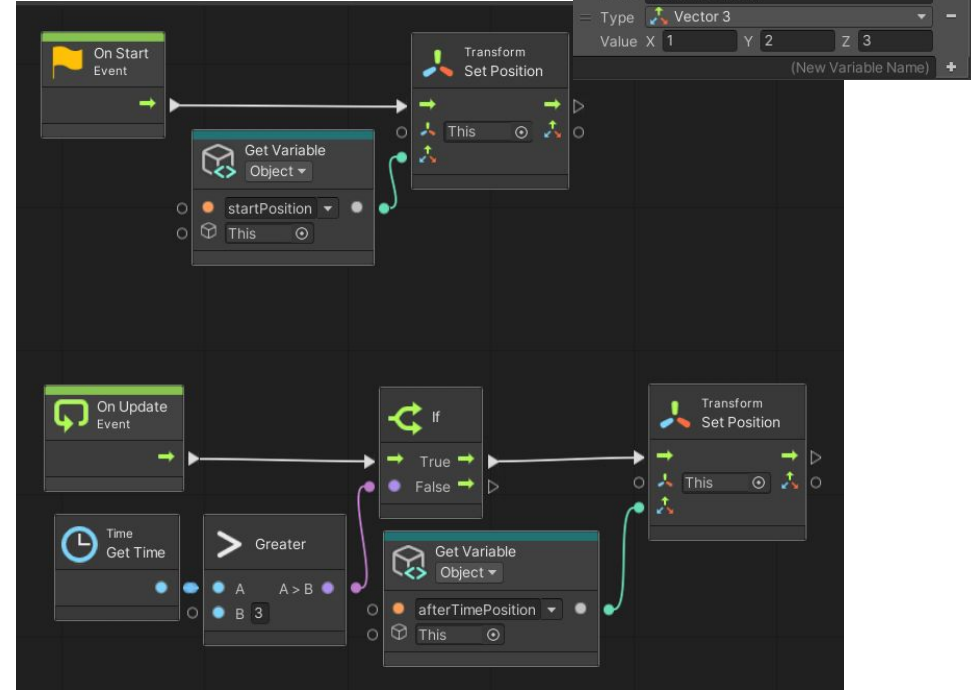 Type Vector 3
Value X 1 Y 2 Z 3
(New Variable Name)
On Start
Event
Transform
Set Position
This
Get Variable
Object
startPosition
This
On Update
Event
If
True
False
Transform
Set Position
This
Time
Get Time
Greater
A A > B
B 3
Get Variable
Object
afterTimePosition
This